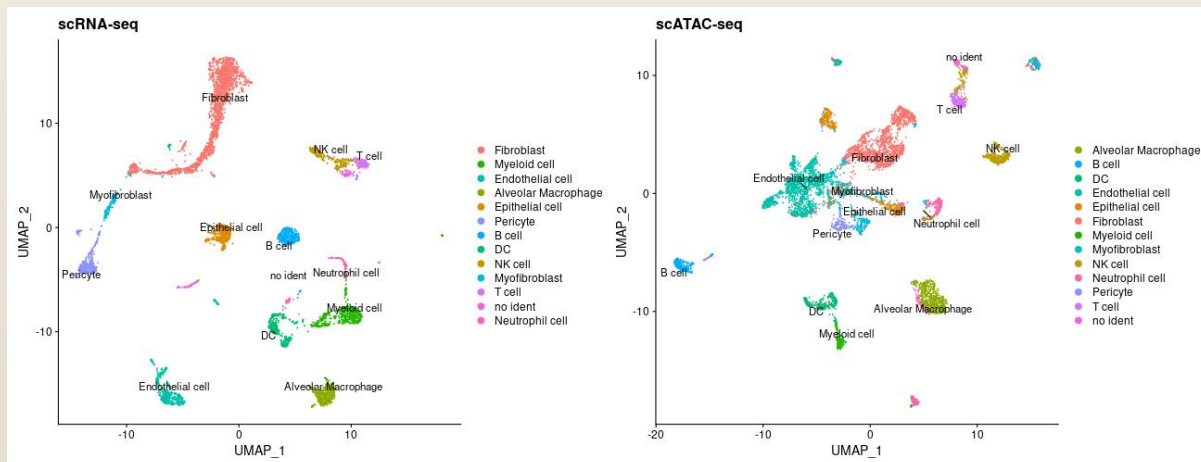 scRNA-seq
10
0
-10
UMAP_2
-10
0
10
UMAP_1
Fibroblast
NK cell
T cell
Myofibroblast
Epithelial cell
B cell
Pericyte
no ident
Neutrophil cell
Myeloid cell
DC
Endothelial cell
Alveolar Macrophage
Fibroblast
Myeloid cell
Endothelial cell
Alveolar Macrophage
Epithelial cell
Pericyte
B cell
DC
NK cell
Myofibroblast
T cell
no ident
Neutrophil cell
scATAC-seq
10
0
-10
UMAP_2
-20
-10
0
10
UMAP_1
no ident
T cell
NK cell
Fibroblast
Endothelial cell
Myofibroblast
Epithelial cell
Neutrophil cell
Pericyte
B cell
DC
Alveolar Macrophage
Myeloid cell
Alveolar Macrophage
B cell
DC
Endothelial cell
Epithelial cell
Fibroblast
Myeloid cell
Myofibroblast
NK cell
Neutrophil cell
Pericyte
T cell
no ident